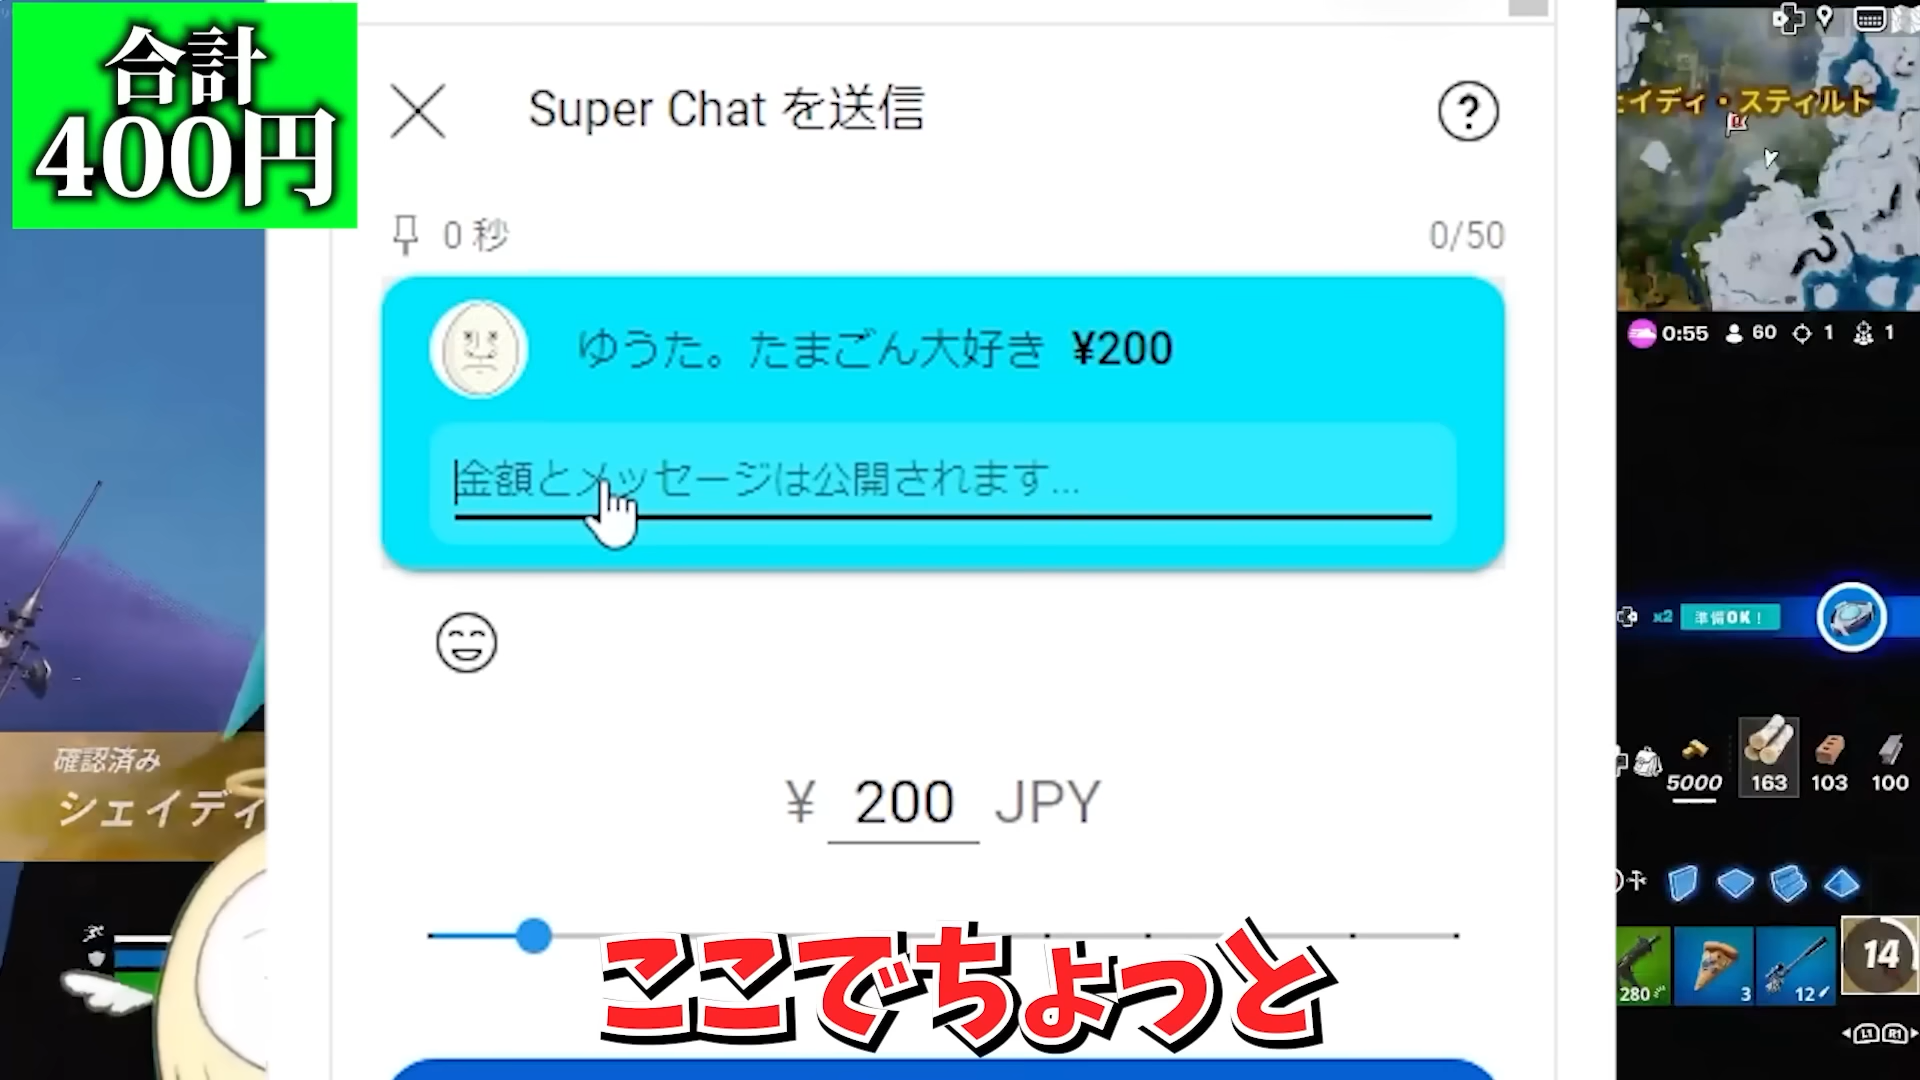 合計
400円
Super Chat を送信
?
0 秒
0/50
ゆうた。たまごん大好き ¥200
金額とメッセージは公開されます...
¥ 200 JPY
ここでちょっと
確認済み
シェイディ
イディ・スティルト
0:55 60 1 1
x2 準備OK!
5000 163 103 100
280 3 12 14
L1 R1